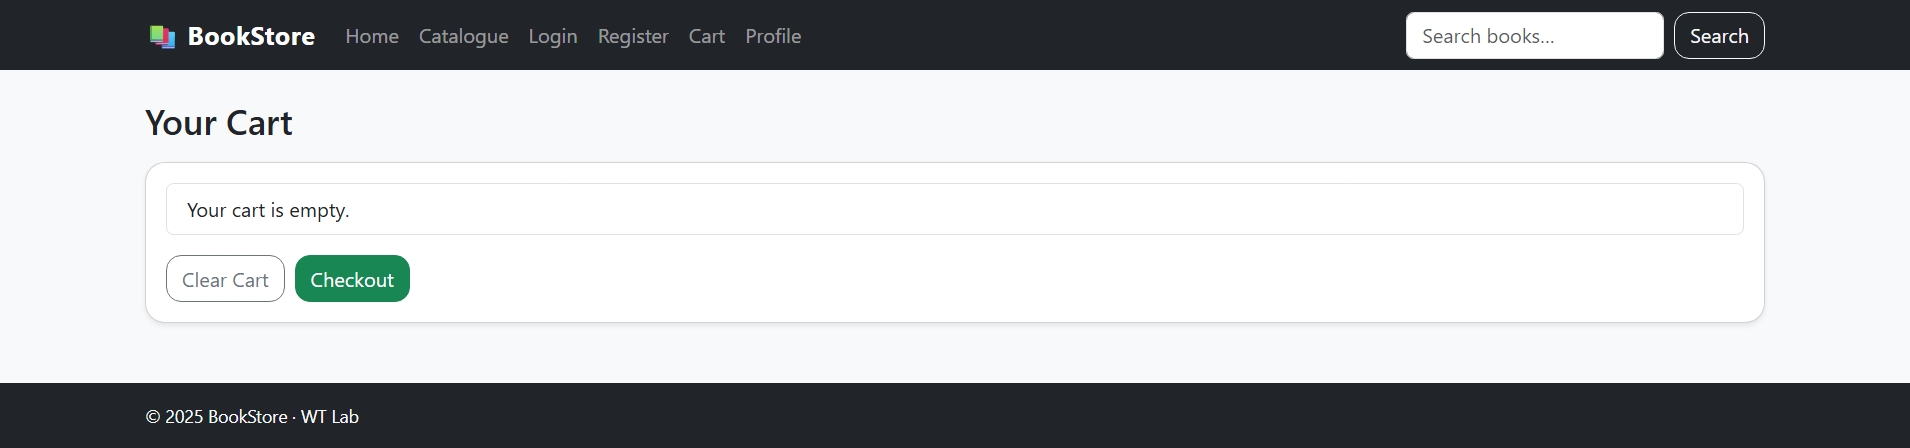 BookStore Home Catalogue Login Register Cart Profile Search books... Search
Your Cart
Your cart is empty.
Clear Cart Checkout
© 2025 BookStore · WT Lab